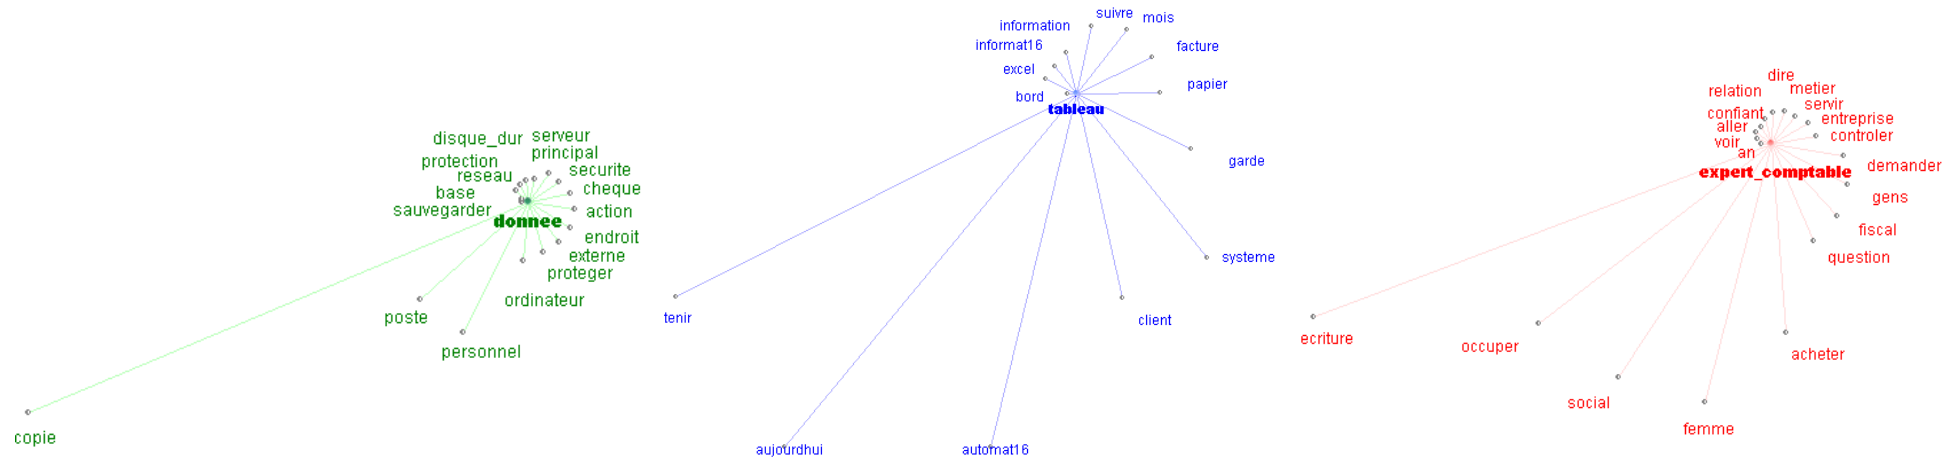 disque_dur
serveur
principal
protection
reseau
securite
base
cheque
sauvegarder
action
donnee
endroit
externe
proteger
ordinateur
poste
personnel
copie
suivre
mois
information
informat16
facture
excel
papier
bord
tableau
garde
systeme
tenir
client
aujourdhui
automat16
dire
relation
metier
servir
confiant
entreprise
aller
controler
voir
an
demander
expert_comptable
gens
fiscal
question
ecriture
occuper
acheter
social
femme